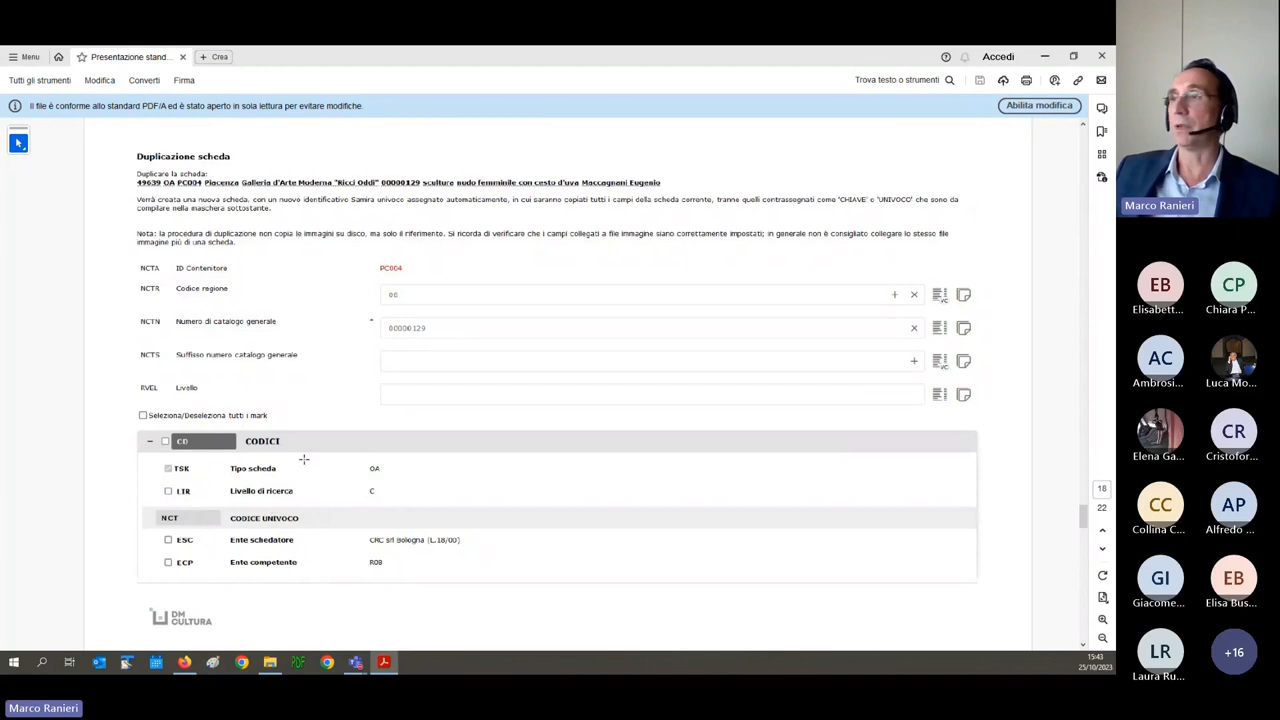 Menu
Presentazione stand...
Crea
Accedi
Tutti gli strumenti
Modifica
Converti
Firma
Trova testo o strumenti
Il file è conforme allo standard PDF/A ed è stato aperto in sola lettura per evitare modifiche.
Abilita modifica
Duplicazione scheda
Duplicare la scheda:
49639 OA PC004 Piacenza Galleria d'Arte Moderna "Ricci Oddi" 00000129 scultura nudo femminile con cesto d'uva Maccagnani Eugenio
Verrà creata una nuova scheda, con un nuovo identificativo Samira univoco assegnato automaticamente, in cui saranno copiati tutti i campi della scheda corrente, tranne quelli contrassegnati come 'CHIAVE' o 'UNIVOCO' che sono da
compilare nella maschera sottostante.
Nota: la procedura di duplicazione non copia le immagini su disco, ma solo il riferimento. Si ricorda di verificare che i campi collegati a file immagine siano correttamente impostati; in generale non è consigliato collegare lo stesso file
immagine più di una scheda.
NCTA ID Contenitore PC004
NCTR Codice regione 08
NCTN Numero di catalogo generale * 00000129
NCTS Suffisso numero catalogo generale
RVEL Livello
Seleziona/Deseleziona tutti i mark
CD CODICI
TSK Tipo scheda OA
LIR Livello di ricerca C
NCT CODICE UNIVOCO
ESC Ente schedatore CRC srl Bologna (L.18/00)
ECP Ente competente R08
DM
CULTURA
18
22
PDF
15:43
25/10/2023
Marco Ranieri
EB
Elisabett...
CP
Chiara P...
AC
Ambrosi...
Luca Mo...
Elena Ga...
CR
Cristofor...
CC
Collina C...
AP
Alfredo ...
GI
Giacome...
EB
Elisa Bus...
LR
Laura Ru...
+16
Marco Ranieri